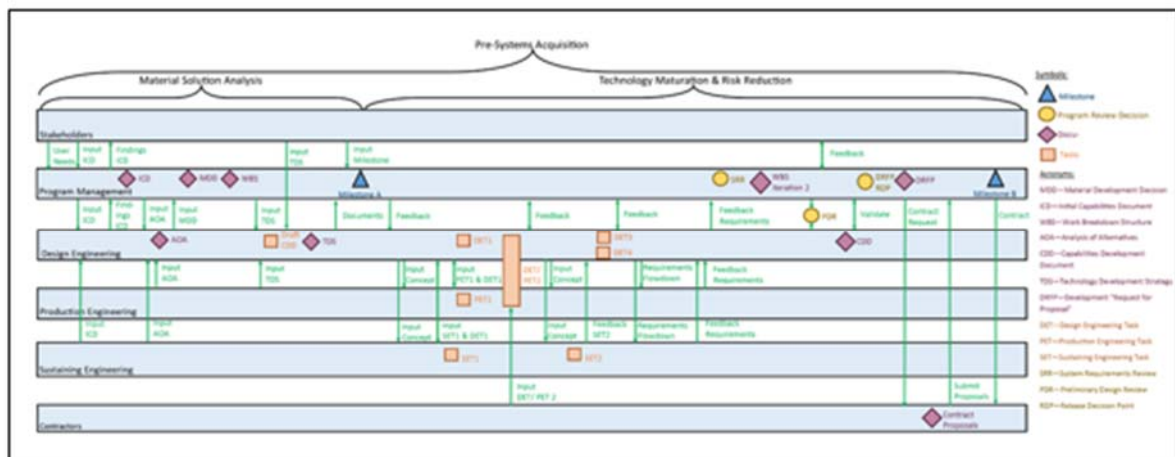 Pre-Systems Acquisition
Material Solution Analysis
Technology Maturation & Risk Reduction
Stakeholders
User
Needs
Input
ICD
Findings
ICD
Input
TDS
Input
Milestone
Feedback
ICD
MDD
WBS
Milestone A
SRR
WBS
Iteration 2
DRFP
RDP
DRFP
Milestone B
Program Management
Input
ICD
Input
AOA
Input
MDD
Input
TDS
Documents
Feedback
Feedback
Feedback
Feedback
Requirements
PDR
Validate
Contract
Request
Contract
AOA
Draft
CDD
TDS
DET1
DET3
DET4
CDD
Design Engineering
Input
AOA
Input
TDS
Input
Concept
Input
PET1 & DET1
DET/
PET2
Input
Concept
Requirements
Flowdown
Feedback
Requirements
PET1
Production Engineering
Input
ICD
Input
AOA
Input
Concept
Input
SET1 & DET1
Input
Concept
Feedback
SET2
Requirements
Flowdown
Feedback
Requirements
SET1
SET2
Sustaining Engineering
Input
DET/ PET 2
Submit
Proposals
Contract
Proposals
Contractors
Symbols:
Milestone
Program Review Decision
Docu
Tasks
Acronyms:
MDD—Material Development Decision
ICD—Initial Capabilities Document
WBS—Work Breakdown Structure
AOA—Analysis of Alternatives
CDD—Capabilities Development
Document
TDS—Technology Development Strategy
DRFP—Development "Request for
Proposal"
DET—Design Engineering Task
PET—Production Engineering Task
SET—Sustaining Engineering Task
SRR—System Requirements Review
PDR—Preliminary Design Review
RDP—Release Decision Point